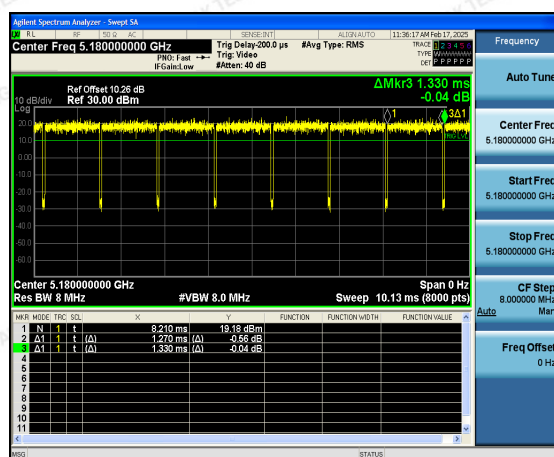 Agilent Spectrum Analyzer - Swept SA
RL RF 50 Ω AC SENSE:INT ALIGN AUTO 11:36:17 AM Feb 17, 2025
Center Freq 5.180000000 GHz
PNO: Fast
IFGain:Low
Trig Delay-200.0 µs
Trig: Video
#Atten: 40 dB
#Avg Type: RMS
TRACE 1 2 3 4 5 6
TYPE
DET P P P P P P
Frequency
Auto Tune
ΔMkr3 1.330 ms
-0.04 dB
Ref Offset 10.26 dB
10 dB/div Ref 30.00 dBm
Log
20.0
10.0
0.00
-10.0
-20.0
-30.0
-40.0
-50.0
-60.0
1
3Δ1
TRIG LVL
Center Freq
5.180000000 GHz
Start Freq
5.180000000 GHz
Stop Freq
5.180000000 GHz
CF Step
8.000000 MHz
Auto Man
Freq Offset
0 Hz
Center 5.180000000 GHz Span 0 Hz
Res BW 8 MHz #VBW 8.0 MHz Sweep 10.13 ms (8000 pts)
MKR MODE TRC SCL X Y FUNCTION FUNCTION WIDTH FUNCTION VALUE
1 N 1 t 8.210 ms 19.18 dBm
2 Δ1 1 t (Δ) 1.270 ms (Δ) -0.56 dB
3 Δ1 1 t (Δ) 1.330 ms (Δ) -0.04 dB
4
5
6
7
8
9
10
11
MSG STATUS